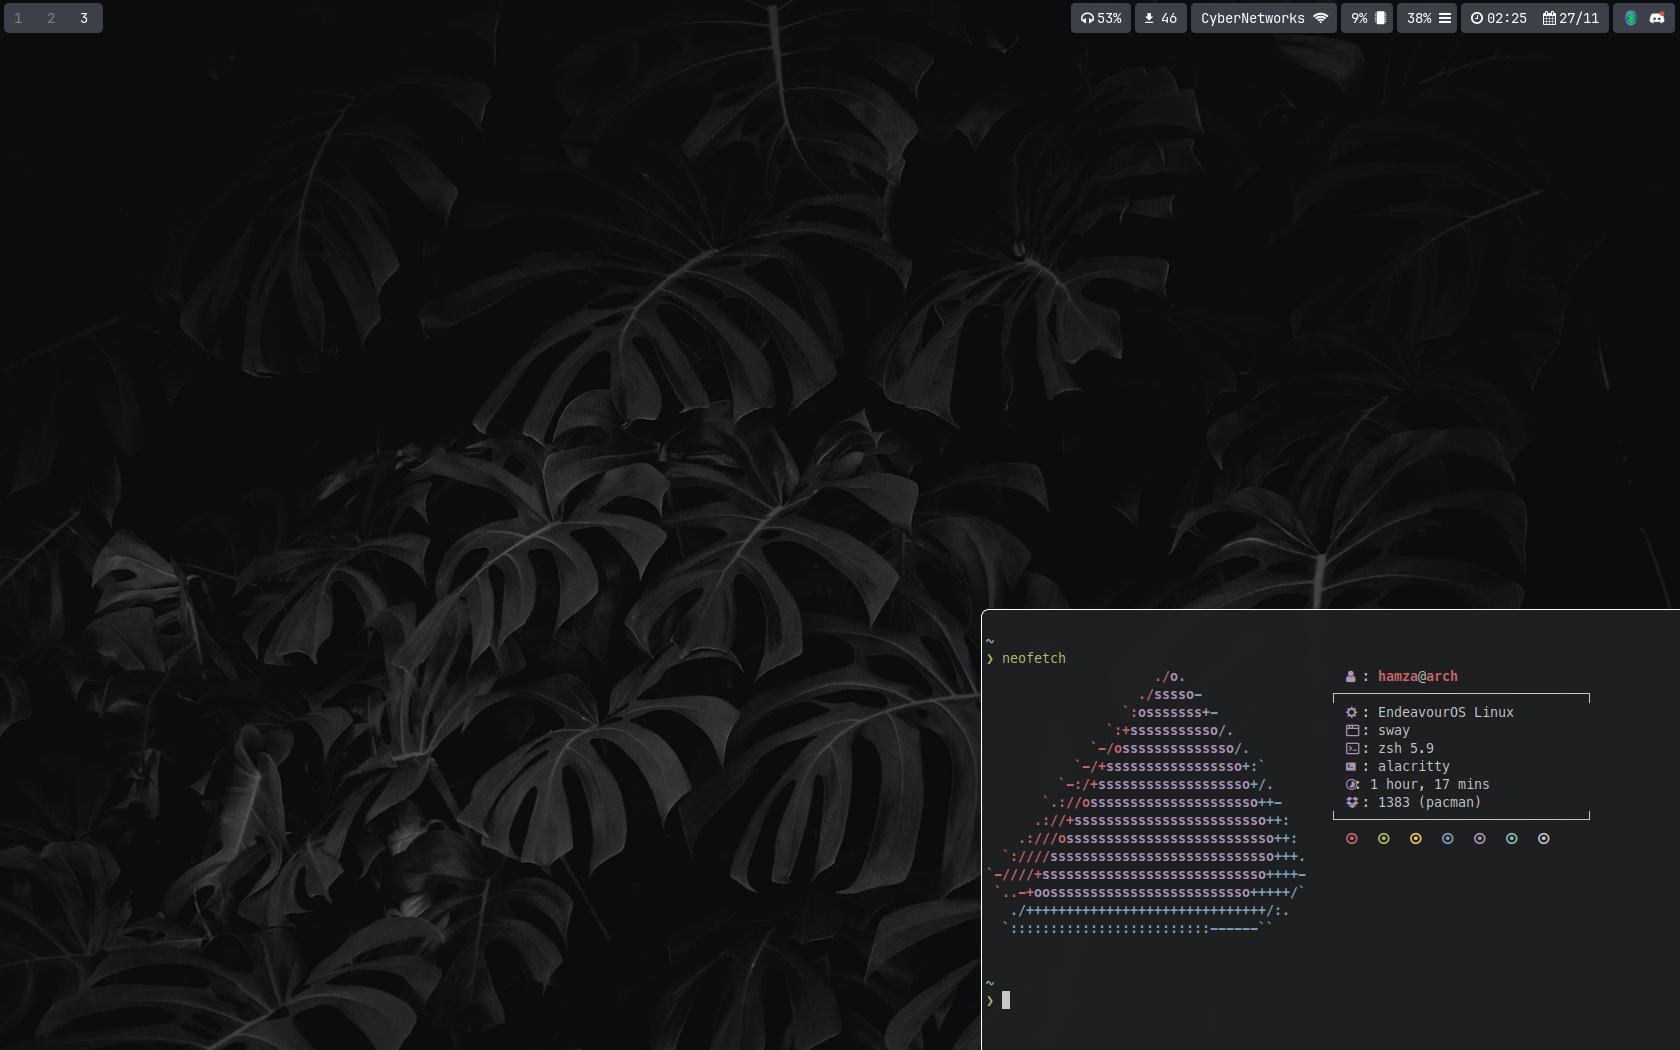 1 2 3 53% 46 CyberNetworks 9% 38% 02:25 27/11
~
❯ neofetch
./o.
./sssso-
`:osssssss+-
`:+sssssssssso/.
`-/ossssssssssssso/.
`-/+sssssssssssssssso+:`
`-:/+sssssssssssssssssso+/.
`.://osssssssssssssssssssso++-
.://+ssssssssssssssssssssssso++:
.:///ossssssssssssssssssssssssso++:
`:////ssssssssssssssssssssssssssso+++.
`-////+ssssssssssssssssssssssssssso++++-
`..-+oosssssssssssssssssssssssso+++++/`
./++++++++++++++++++++++++++++++/:.
`:::::::::::::::::::::::::------``
: hamza@arch
: EndeavourOS Linux
: sway
: zsh 5.9
: alacritty
: 1 hour, 17 mins
: 1383 (pacman)
~
❯